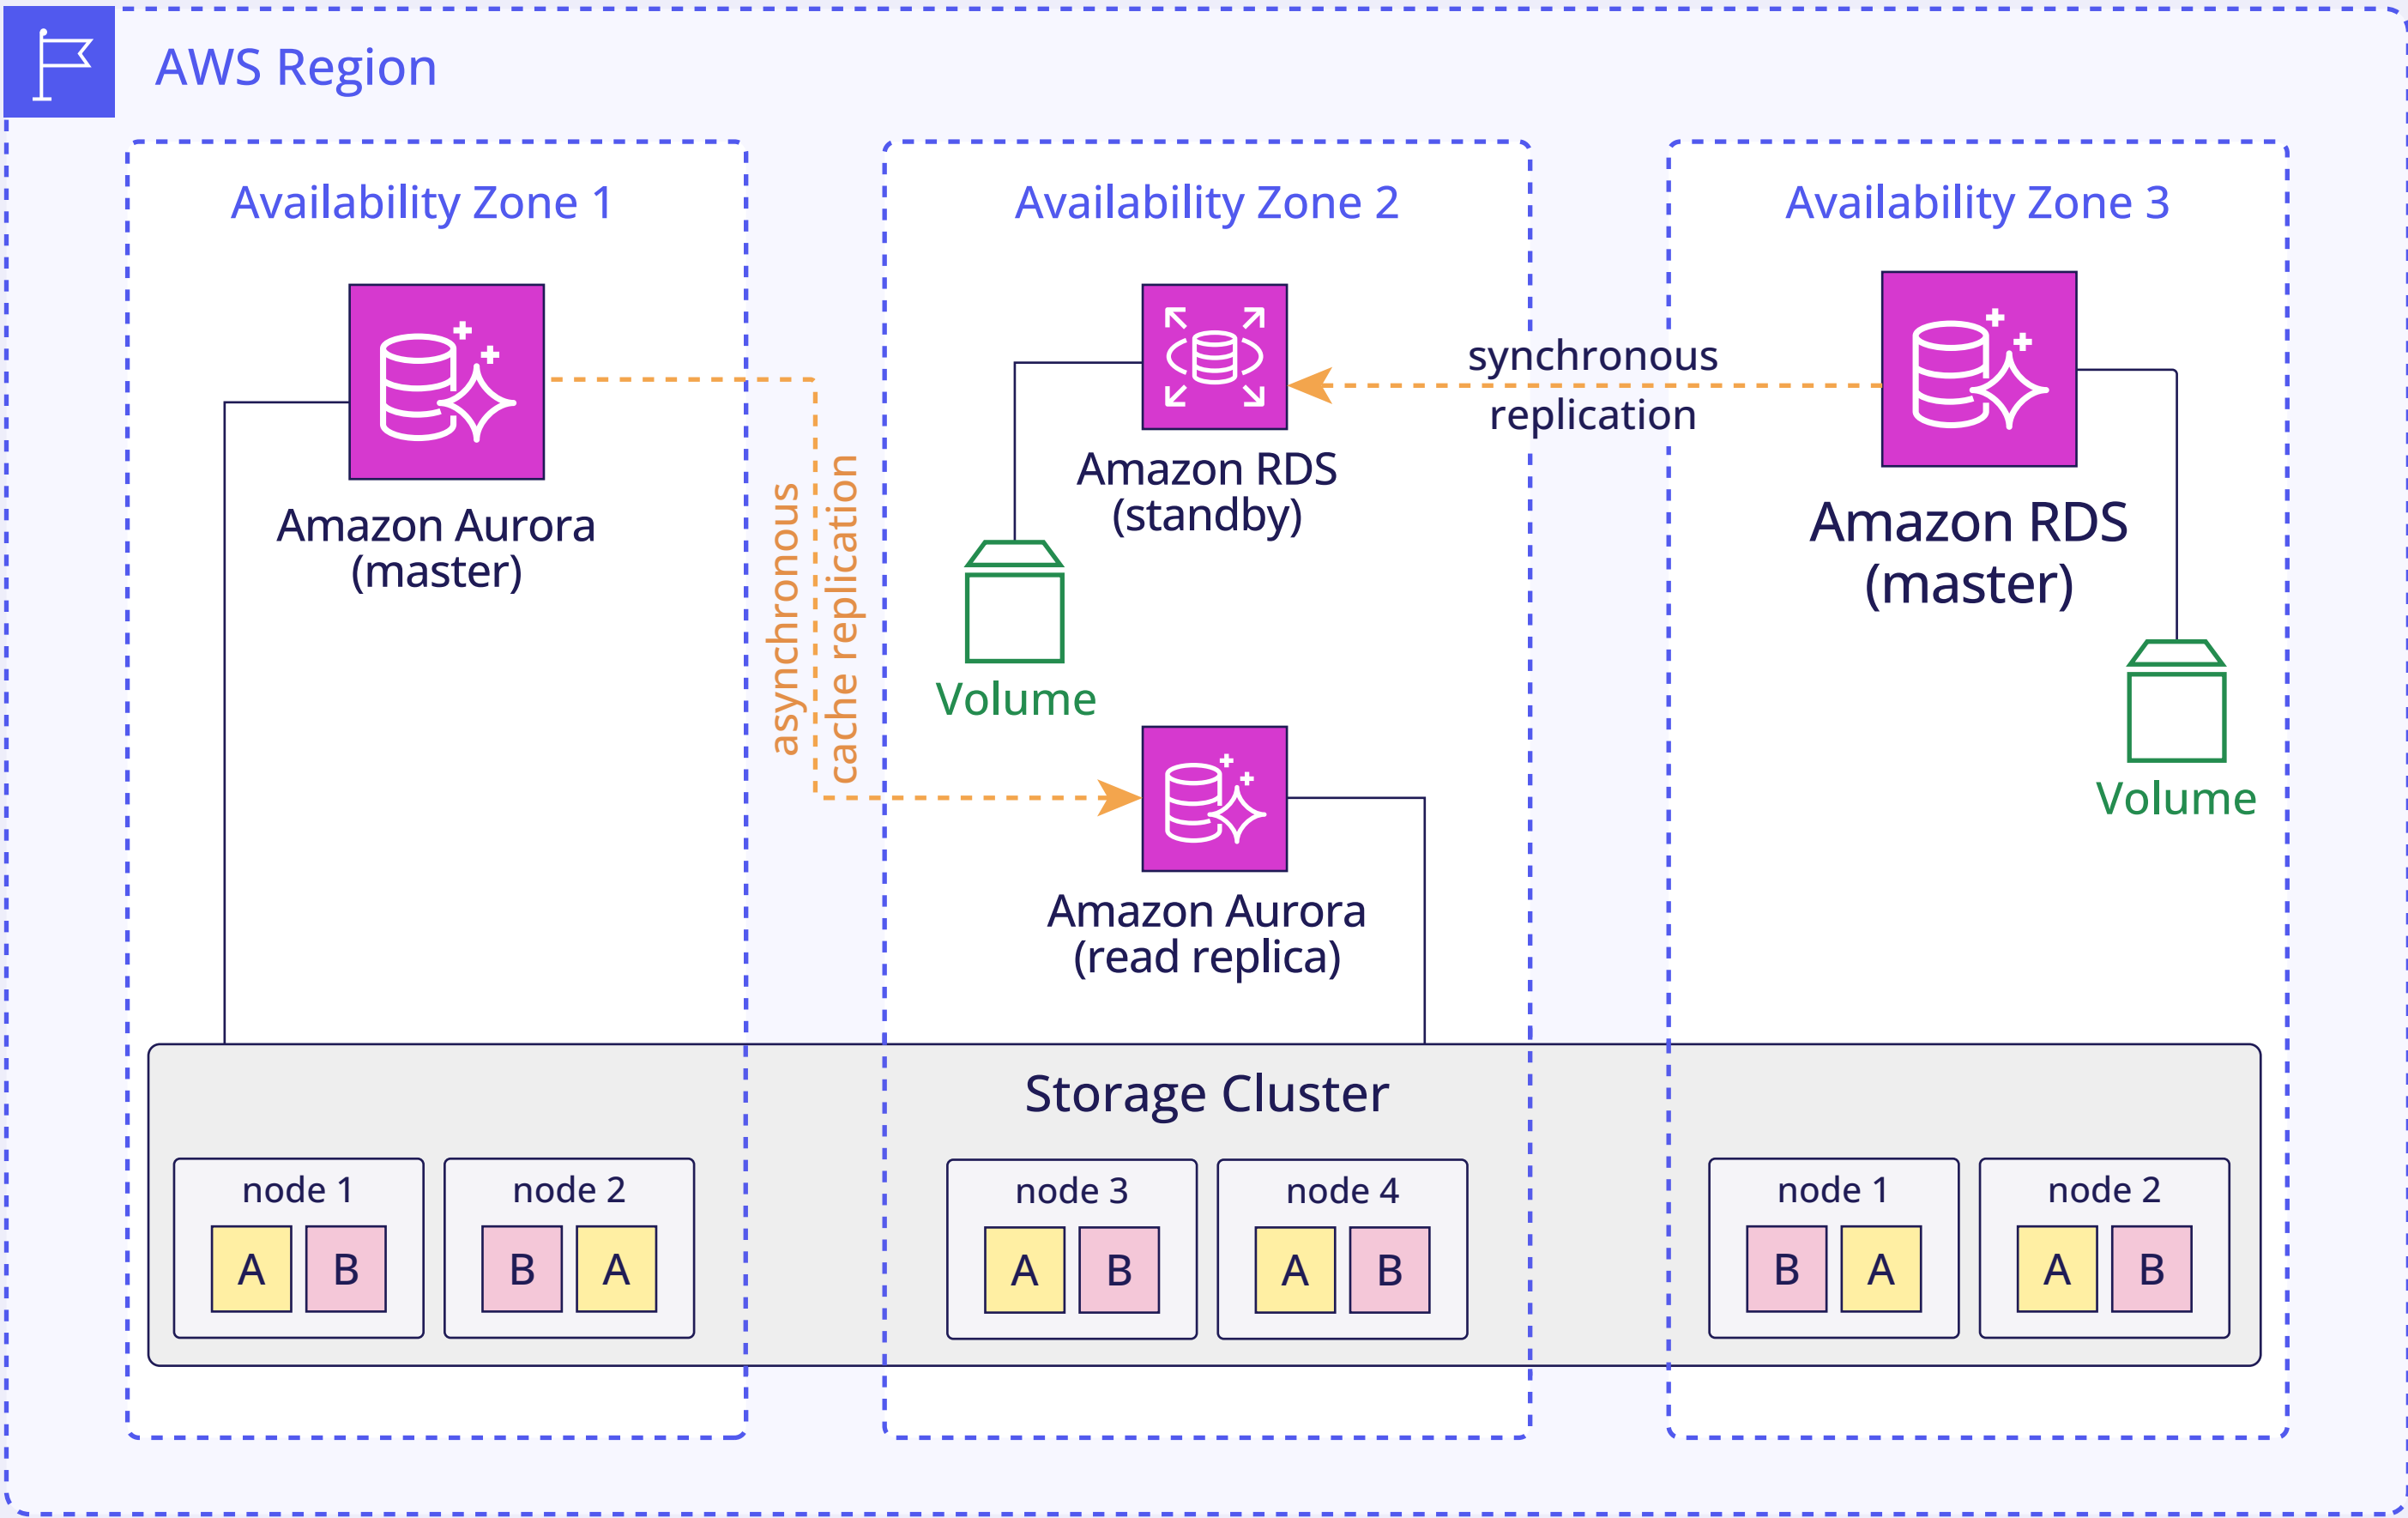 AWS Region
Availability Zone 1
Availability Zone 2
Availability Zone 3
Amazon Aurora
(master)
asynchronous
cache replication
Amazon RDS
(standby)
synchronous
replication
Amazon RDS
(master)
Volume
Volume
Amazon Aurora
(read replica)
Storage Cluster
node 1
A B
node 2
B A
node 3
A B
node 4
A B
node 1
B A
node 2
A B